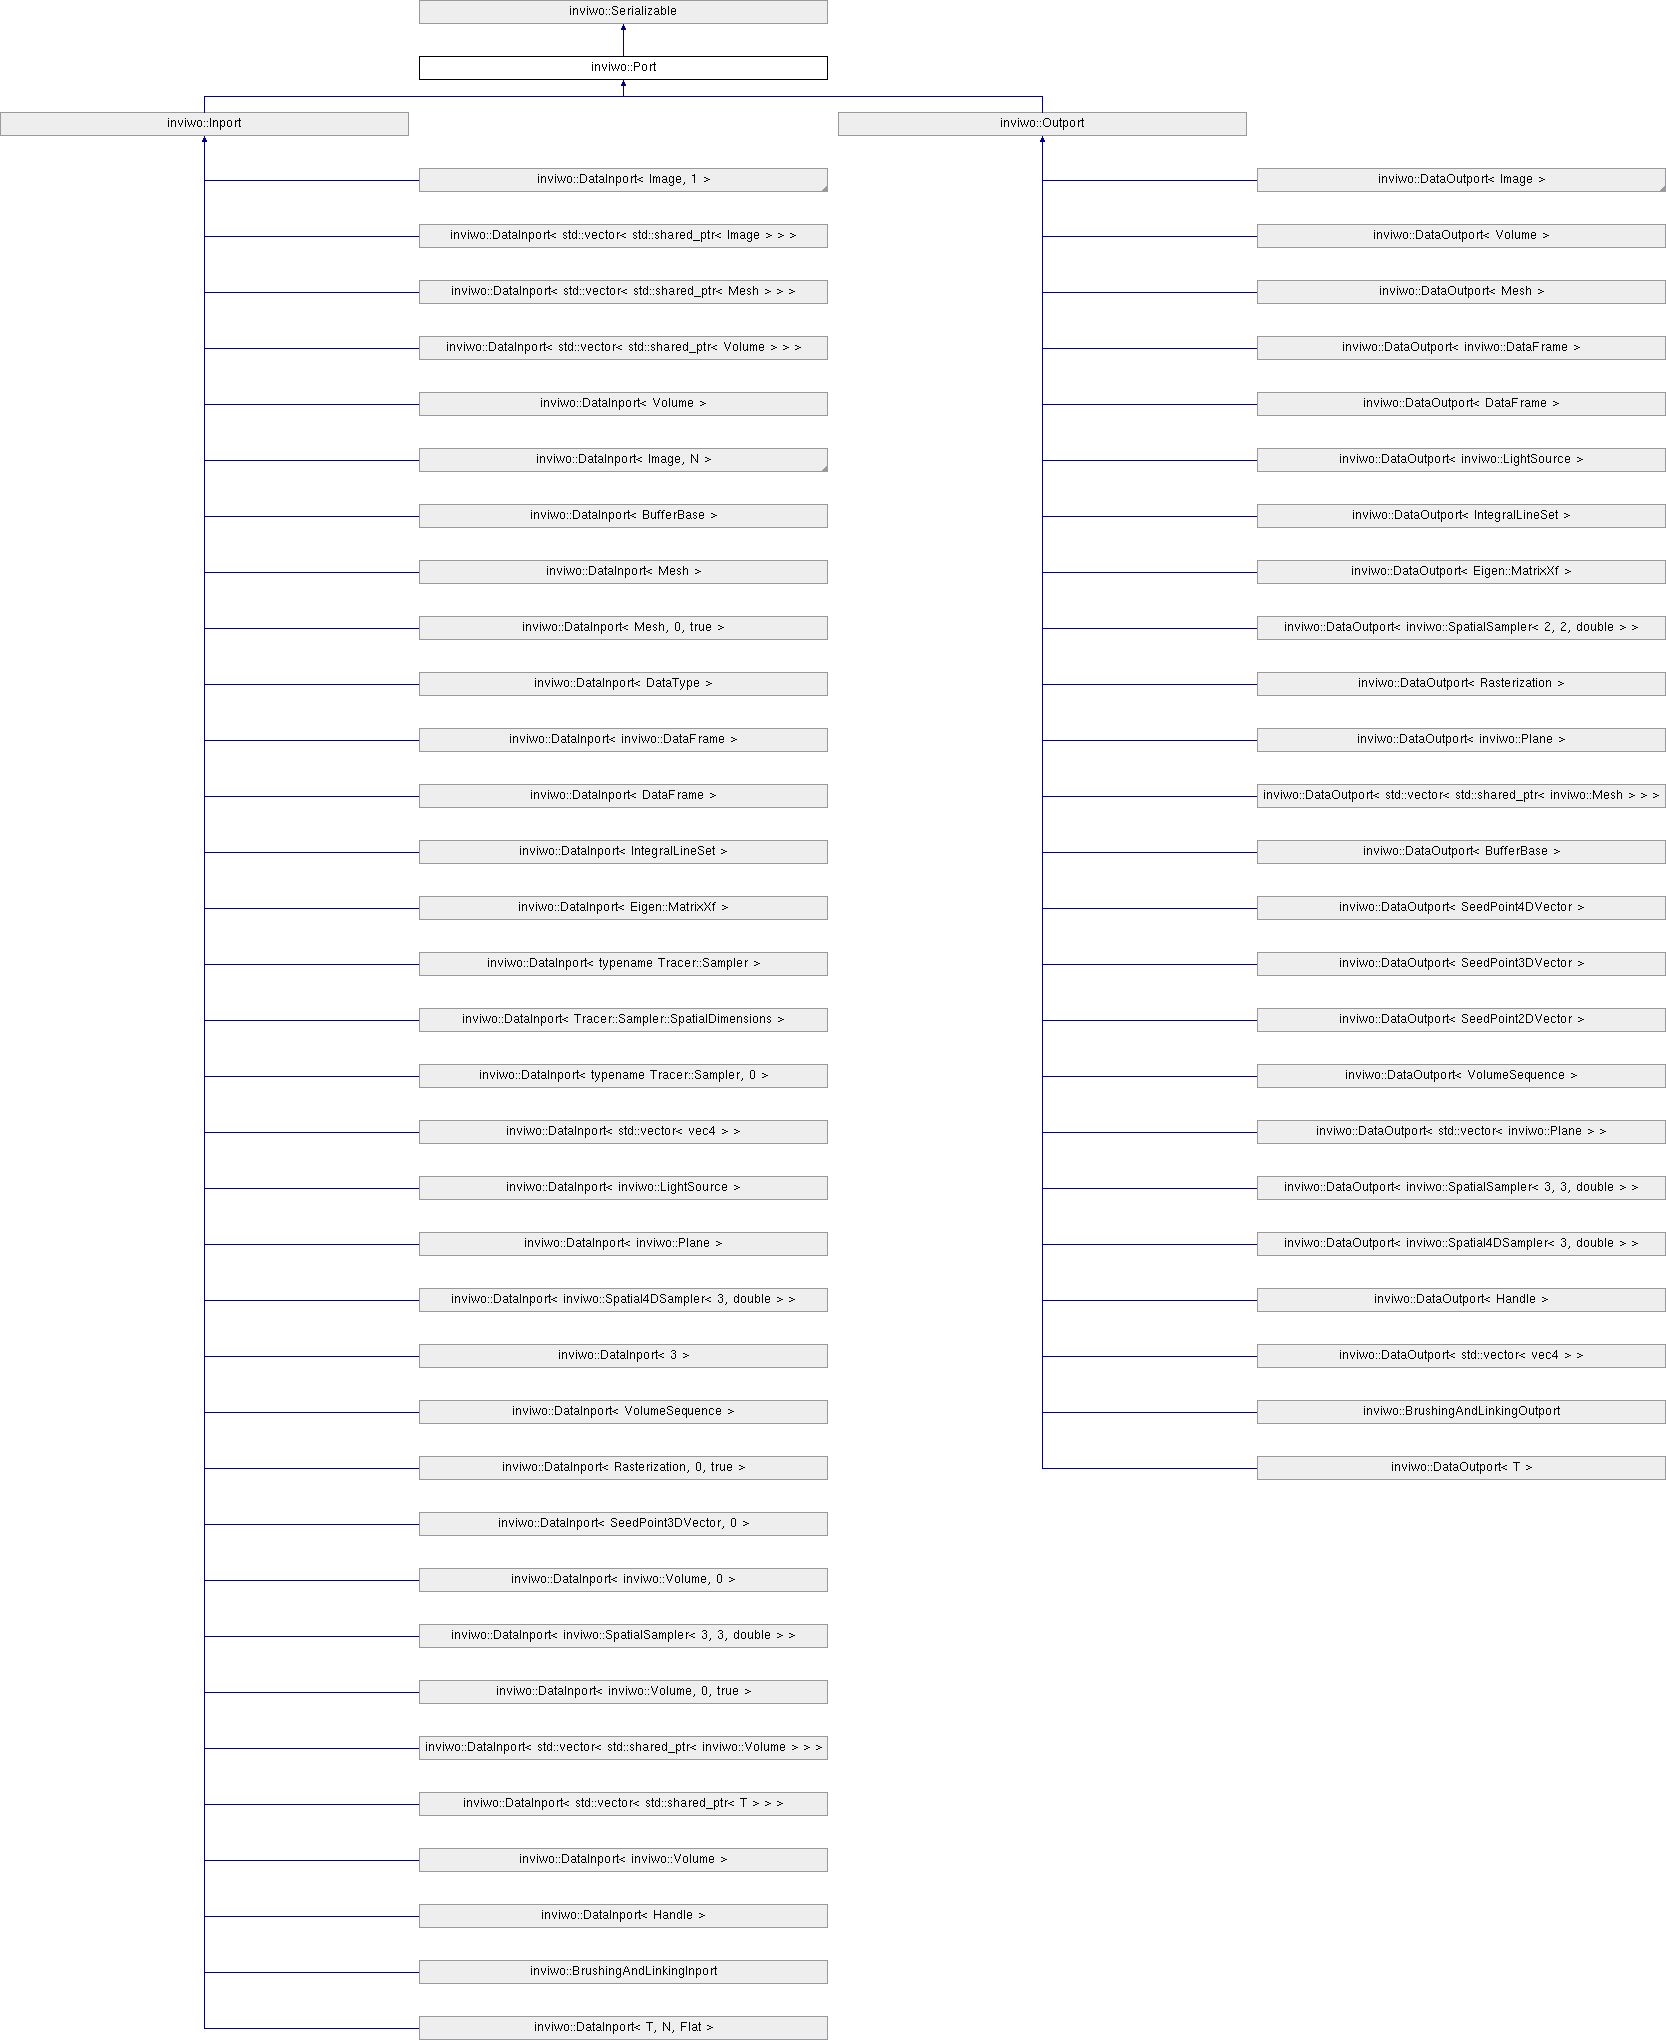 inviwo::Serializable
inviwo::Port
inviwo::Inport
inviwo::Outport
inviwo::DataInport< Image, 1 >
inviwo::DataOutport< Image >
inviwo::DataInport< std::vector< std::shared_ptr< Image > > >
inviwo::DataOutport< Volume >
inviwo::DataInport< std::vector< std::shared_ptr< Mesh > > >
inviwo::DataOutport< Mesh >
inviwo::DataInport< std::vector< std::shared_ptr< Volume > > >
inviwo::DataOutport< inviwo::DataFrame >
inviwo::DataInport< Volume >
inviwo::DataOutport< DataFrame >
inviwo::DataInport< Image, N >
inviwo::DataOutport< inviwo::LightSource >
inviwo::DataInport< BufferBase >
inviwo::DataOutport< IntegralLineSet >
inviwo::DataInport< Mesh >
inviwo::DataOutport< Eigen::MatrixXf >
inviwo::DataInport< Mesh, 0, true >
inviwo::DataOutport< inviwo::SpatialSampler< 2, 2, double > >
inviwo::DataInport< DataType >
inviwo::DataOutport< Rasterization >
inviwo::DataInport< inviwo::DataFrame >
inviwo::DataOutport< inviwo::Plane >
inviwo::DataInport< DataFrame >
inviwo::DataOutport< std::vector< std::shared_ptr< inviwo::Mesh > > >
inviwo::DataInport< IntegralLineSet >
inviwo::DataOutport< BufferBase >
inviwo::DataInport< Eigen::MatrixXf >
inviwo::DataOutport< SeedPoint4DVector >
inviwo::DataInport< typename Tracer::Sampler >
inviwo::DataOutport< SeedPoint3DVector >
inviwo::DataInport< Tracer::Sampler::SpatialDimensions >
inviwo::DataOutport< SeedPoint2DVector >
inviwo::DataInport< typename Tracer::Sampler, 0 >
inviwo::DataOutport< VolumeSequence >
inviwo::DataInport< std::vector< vec4 > >
inviwo::DataOutport< std::vector< inviwo::Plane > >
inviwo::DataInport< inviwo::LightSource >
inviwo::DataOutport< inviwo::SpatialSampler< 3, 3, double > >
inviwo::DataInport< inviwo::Plane >
inviwo::DataOutport< inviwo::Spatial4DSampler< 3, double > >
inviwo::DataInport< inviwo::Spatial4DSampler< 3, double > >
inviwo::DataOutport< Handle >
inviwo::DataInport< 3 >
inviwo::DataOutport< std::vector< vec4 > >
inviwo::DataInport< VolumeSequence >
inviwo::BrushingAndLinkingOutport
inviwo::DataInport< Rasterization, 0, true >
inviwo::DataOutport< T >
inviwo::DataInport< SeedPoint3DVector, 0 >
inviwo::DataInport< inviwo::Volume, 0 >
inviwo::DataInport< inviwo::SpatialSampler< 3, 3, double > >
inviwo::DataInport< inviwo::Volume, 0, true >
inviwo::DataInport< std::vector< std::shared_ptr< inviwo::Volume > > >
inviwo::DataInport< std::vector< std::shared_ptr< T > > >
inviwo::DataInport< inviwo::Volume >
inviwo::DataInport< Handle >
inviwo::BrushingAndLinkingInport
inviwo::DataInport< T, N, Flat >